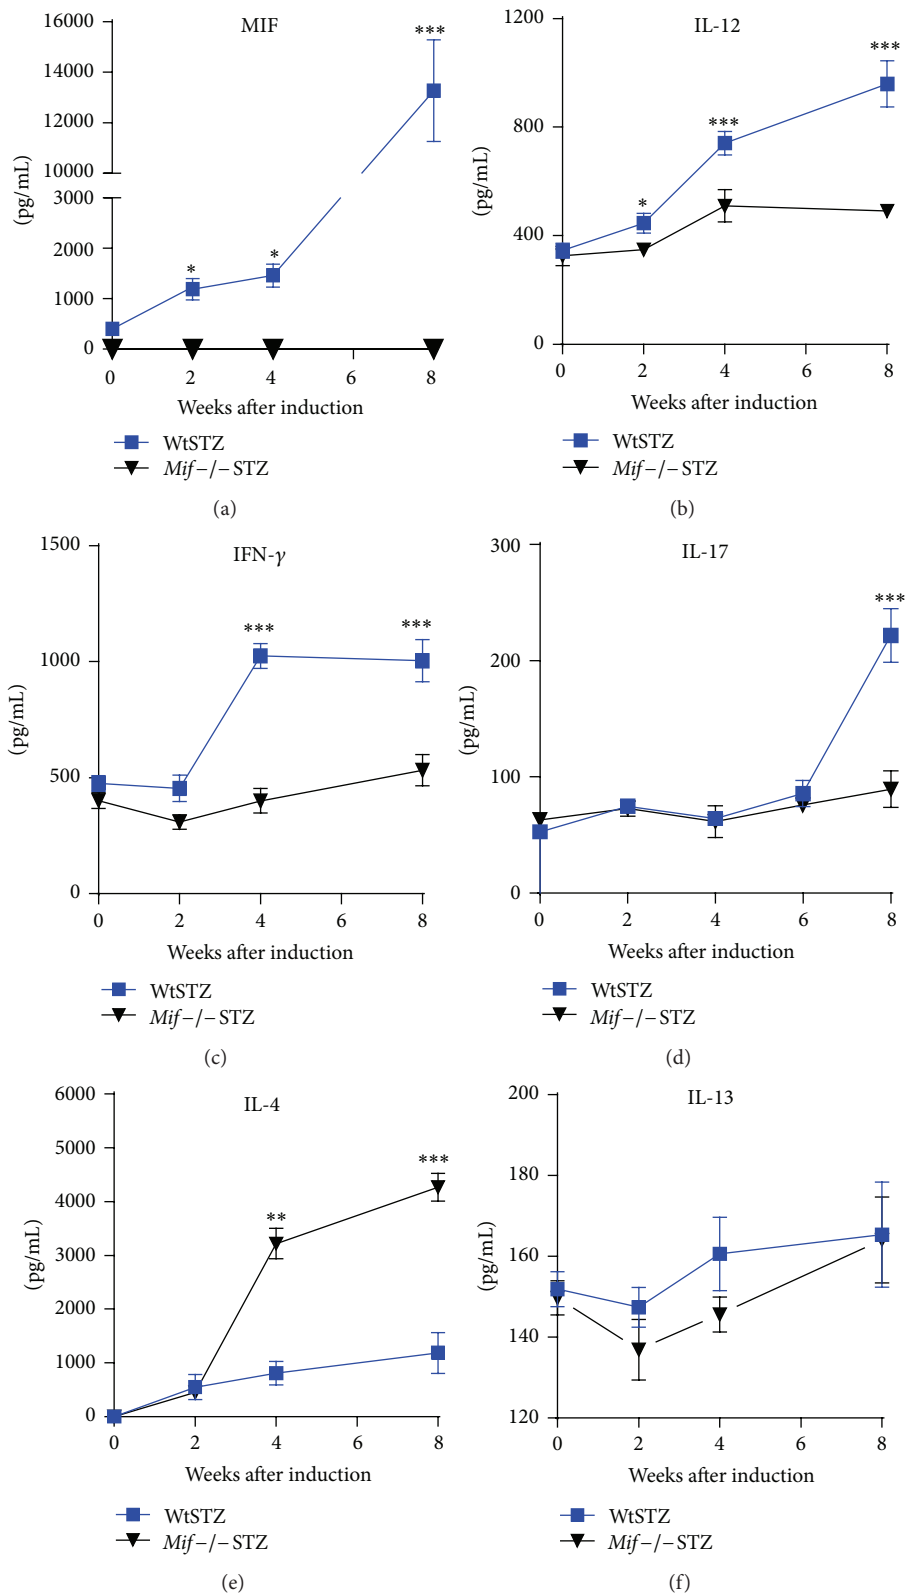 MIF
16000
14000
12000
10000
3000
2000
1000
0
(pg/mL)
***
*
*
0 2 4 6 8
Weeks after induction
WtSTZ
Mif−/−STZ
(a)
IL-12
1200
800
400
0
(pg/mL)
***
***
*
0 2 4 6 8
Weeks after induction
WtSTZ
Mif−/−STZ
(b)
IFN-γ
1500
1000
500
0
(pg/mL)
***
***
0 2 4 6 8
Weeks after induction
WtSTZ
Mif−/−STZ
(c)
IL-17
300
200
100
0
(pg/mL)
***
0 2 4 6 8
Weeks after induction
WtSTZ
Mif−/−STZ
(d)
IL-4
6000
5000
4000
3000
2000
1000
0
(pg/mL)
***
**
0 2 4 6 8
Weeks after induction
WtSTZ
Mif−/−STZ
(e)
IL-13
200
180
160
140
120
(pg/mL)
0 2 4 6 8
Weeks after induction
WtSTZ
Mif−/−STZ
(f)